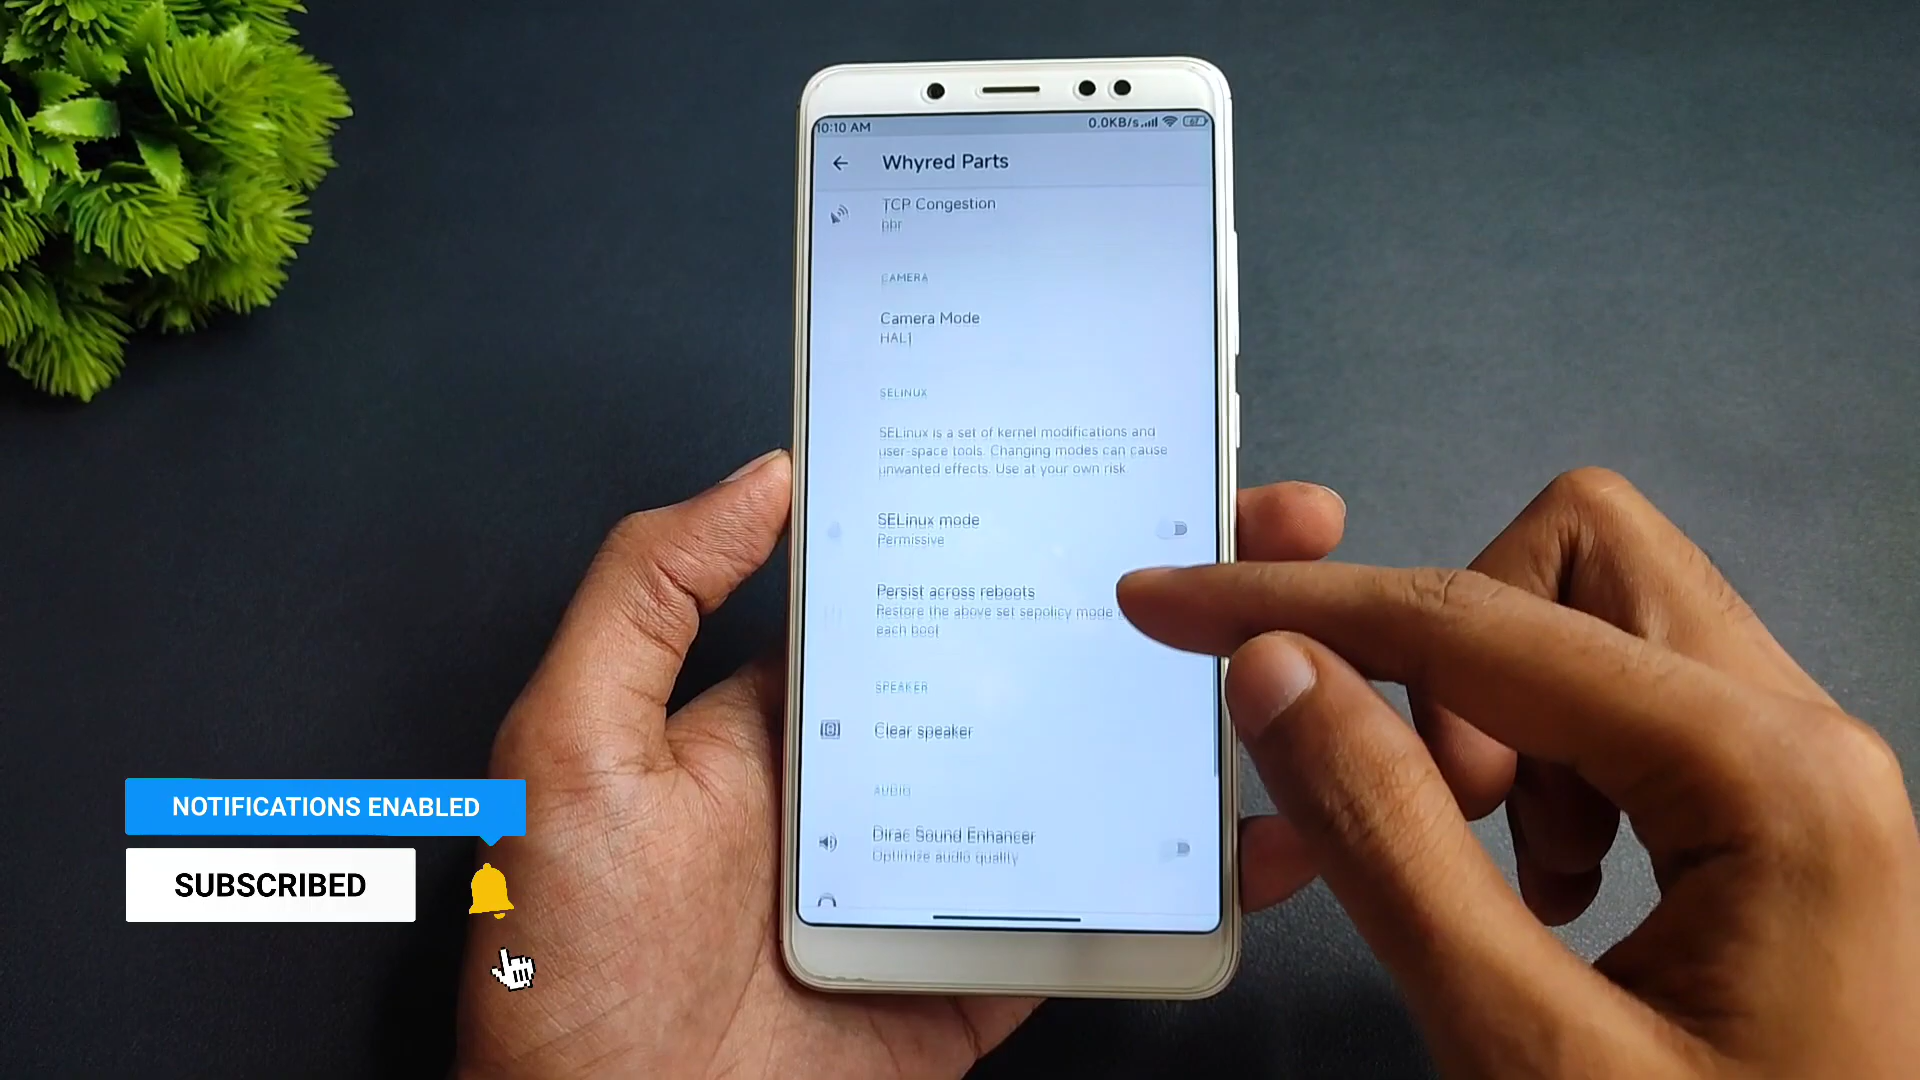 10:10 AM
0.0KB/s
67
Whyred Parts
TCP Congestion
bbr
CAMERA
Camera Mode
HAL1
SELINUX
SELinux is a set of kernel modifications and
user-space tools. Changing modes can cause
unwanted effects. Use at your own risk.
SELinux mode
Permissive
Persist across reboots
Restore the above set sepolicy mode
each boot
SPEAKER
Clear speaker
AUDIO
Dirac Sound Enhancer
Optimize audio quality
NOTIFICATIONS ENABLED
SUBSCRIBED